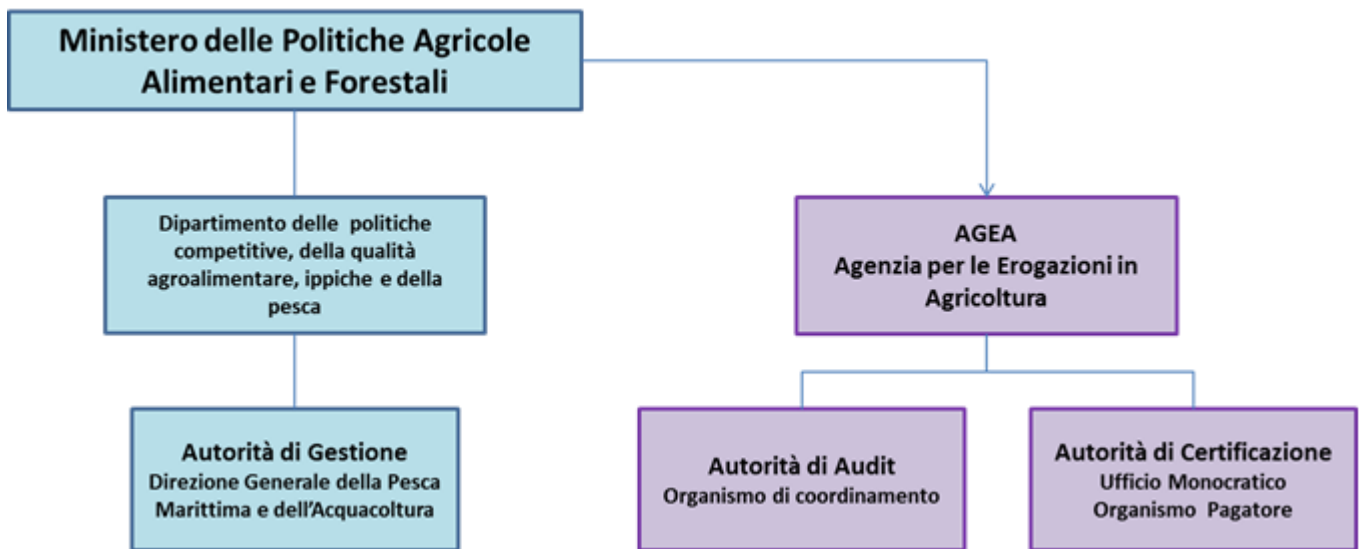 Ministero delle Politiche Agricole
Alimentari e Forestali
Dipartimento delle politiche
competitive, della qualità
agroalimentare, ippiche e della
pesca
AGEA
Agenzia per le Erogazioni in
Agricoltura
Autorità di Gestione
Direzione Generale della Pesca
Marittima e dell'Acquacoltura
Autorità di Audit
Organismo di coordinamento
Autorità di Certificazione
Ufficio Monocratico
Organismo Pagatore